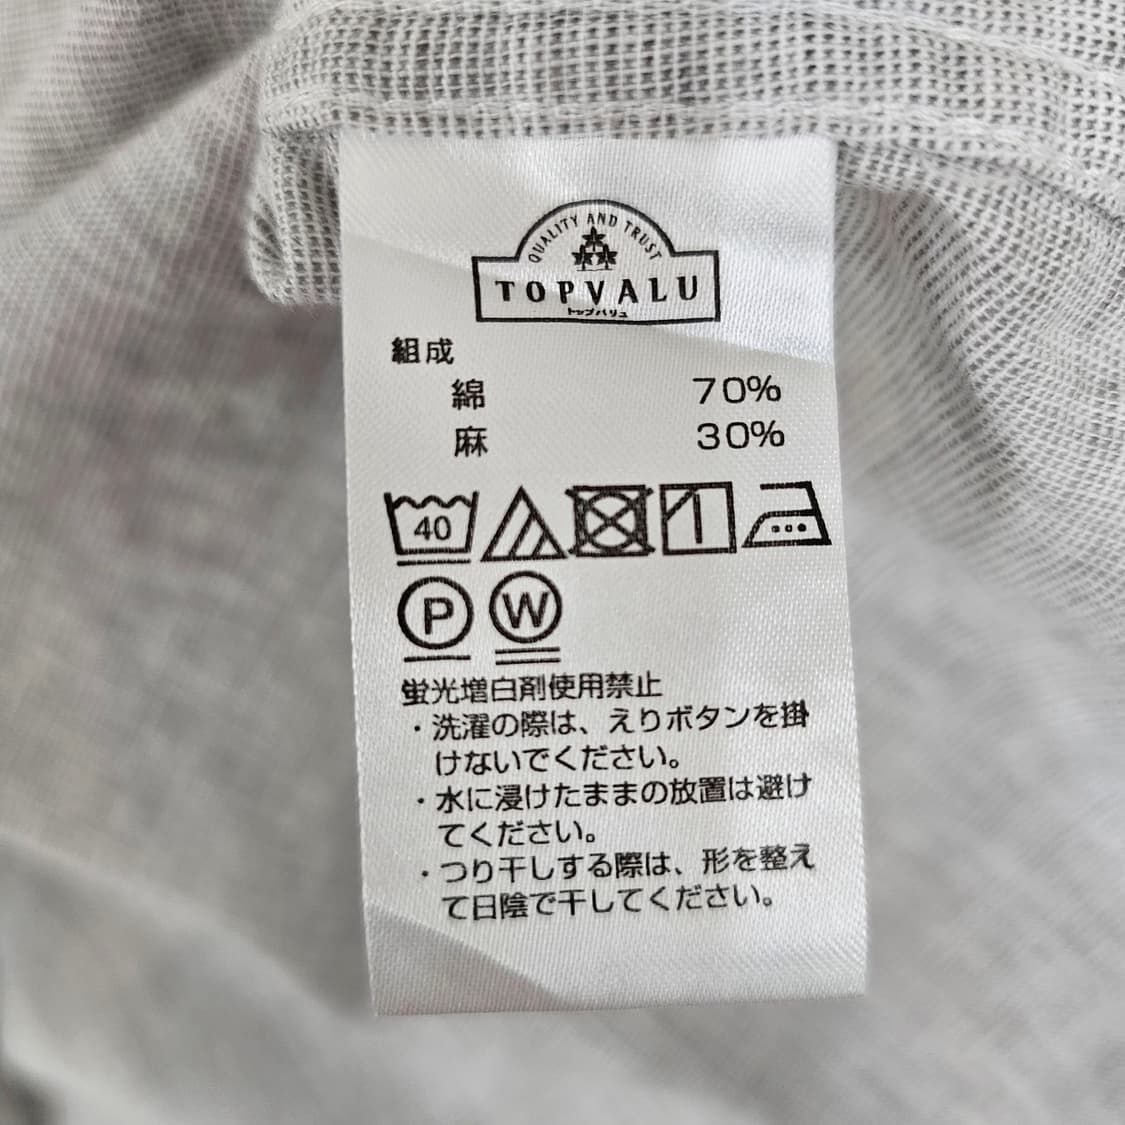 QUALITY AND TRUST
TOPVALU
トップバリュ
組成
綿 70%
麻 30%
40
P W
蛍光増白剤使用禁止
・洗濯の際は、えりボタンを掛
けないでください。
・水に浸けたままの放置は避け
てください。
・つり干しする際は、形を整え
て日陰で干してください。